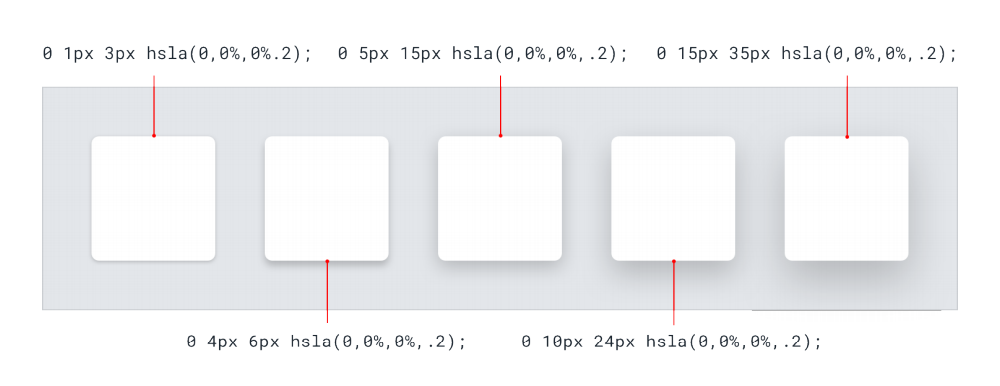 0 1px 3px hsla(0,0%,0%.2);
0 5px 15px hsla(0,0%,0%,.2);
0 15px 35px hsla(0,0%,0%,.2);
0 4px 6px hsla(0,0%,0%,.2);
0 10px 24px hsla(0,0%,0%,.2);